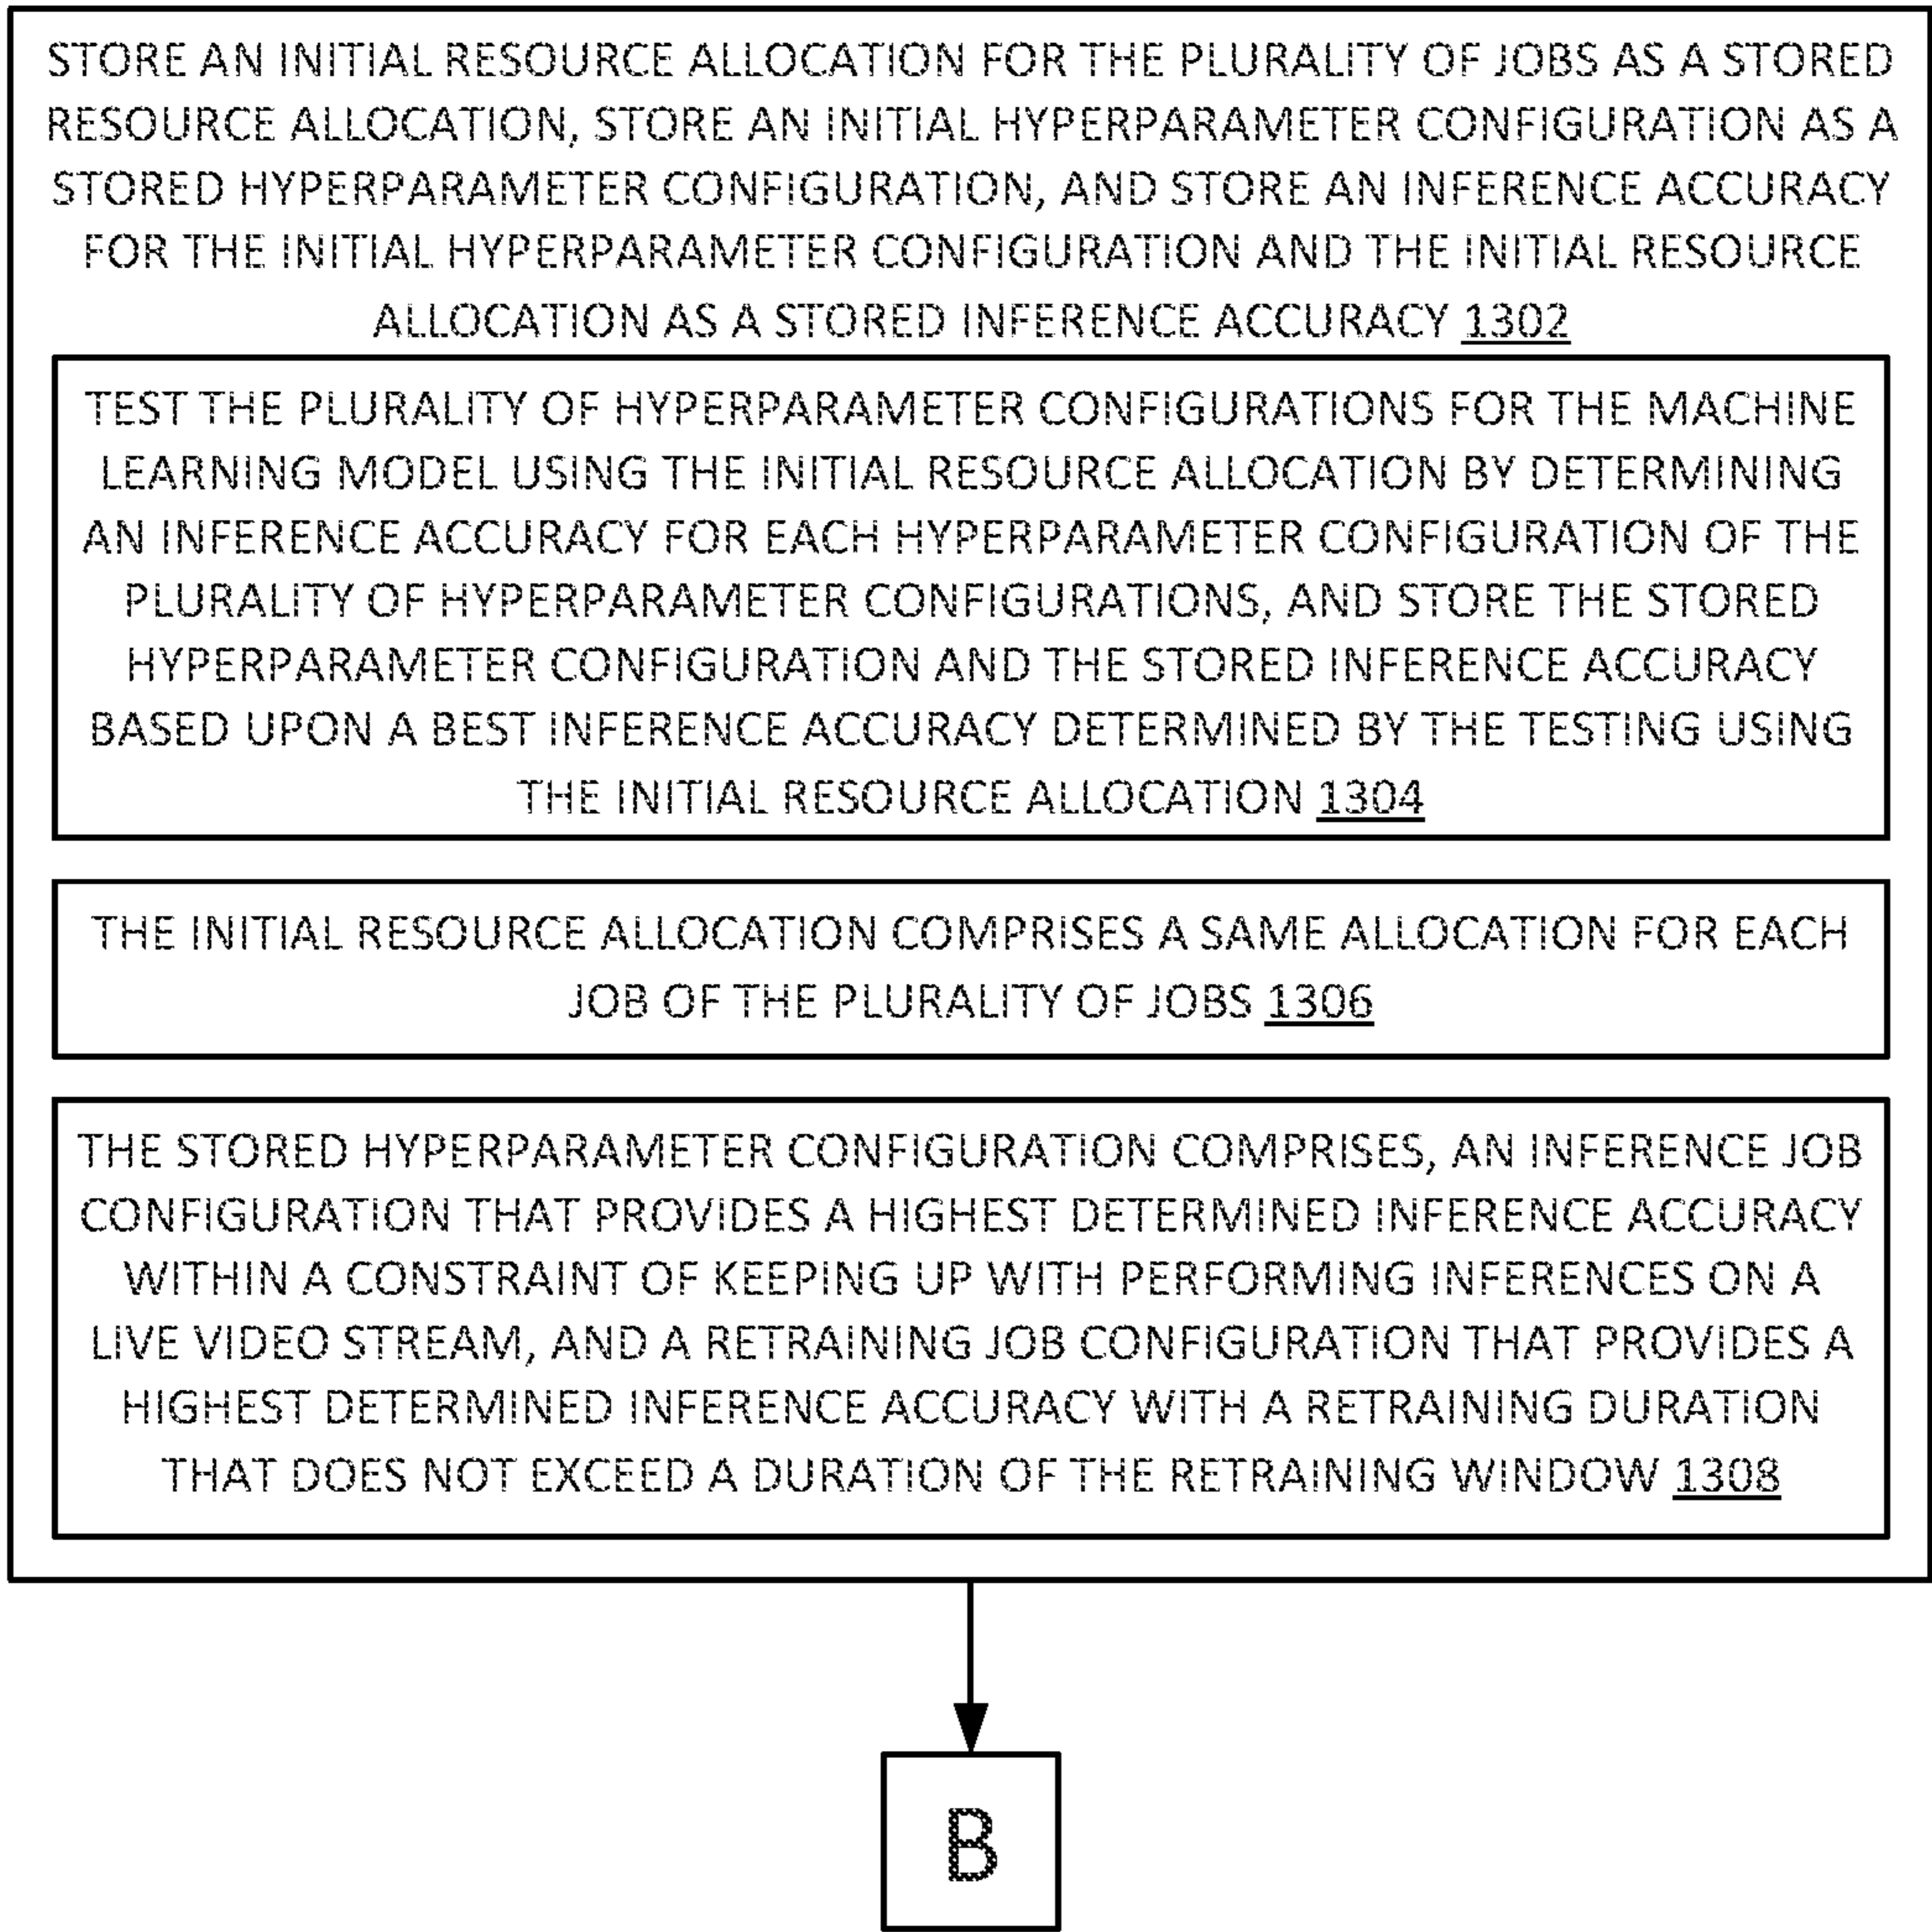 STORE AN INITIAL RESOURCE ALLOCATION FOR THE PLURALITY OF JOBS AS A STORED
RESOURCE ALLOCATION, STORE AN INITIAL HYPERPARAMETER CONFIGURATION AS A
STORED HYPERPARAMETER CONFIGURATION, AND STORE AN INFERENCE ACCURACY
FOR THE INITIAL HYPERPARAMETER CONFIGURATION AND THE INITIAL RESOURCE
ALLOCATION AS A STORED INFERENCE ACCURACY 1302
TEST THE PLURALITY OF HYPERPARAMETER CONFIGURATIONS FOR THE MACHINE
LEARNING MODEL USING THE INITIAL RESOURCE ALLOCATION BY DETERMINING
AN INFERENCE ACCURACY FOR EACH HYPERPARAMETER CONFIGURATION OF THE
PLURALITY OF HYPERPARAMETER CONFIGURATIONS, AND STORE THE STORED
HYPERPARAMETER CONFIGURATION AND THE STORED INFERENCE ACCURACY
BASED UPON A BEST INFERENCE ACCURACY DETERMINED BY THE TESTING USING
THE INITIAL RESOURCE ALLOCATION 1304
THE INITIAL RESOURCE ALLOCATION COMPRISES A SAME ALLOCATION FOR EACH
JOB OF THE PLURALITY OF JOBS 1306
THE STORED HYPERPARAMETER CONFIGURATION COMPRISES, AN INFERENCE JOB
CONFIGURATION THAT PROVIDES A HIGHEST DETERMINED INFERENCE ACCURACY
WITHIN A CONSTRAINT OF KEEPING UP WITH PERFORMING INFERENCES ON A
LIVE VIDEO STREAM, AND A RETRAINING JOB CONFIGURATION THAT PROVIDES A
HIGHEST DETERMINED INFERENCE ACCURACY WITH A RETRAINING DURATION
THAT DOES NOT EXCEED A DURATION OF THE RETRAINING WINDOW 1308
B